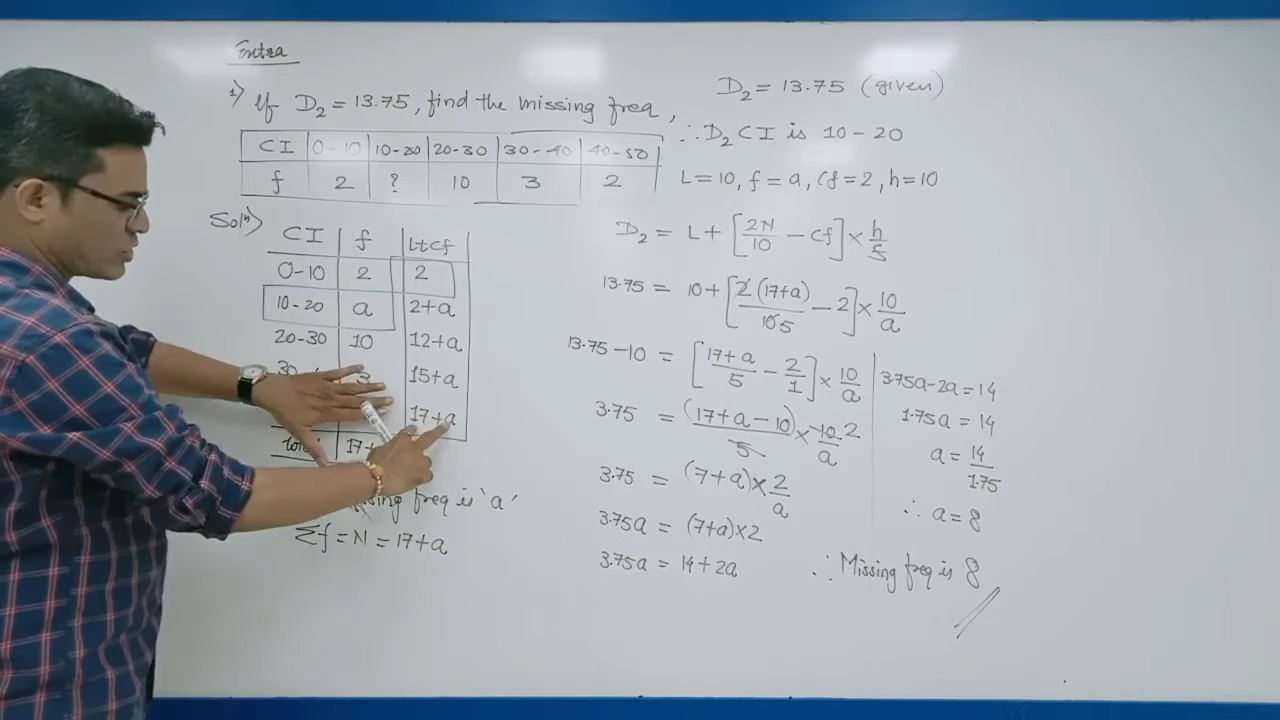 Extra
1) If D₂ = 13.75, find the missing freq,
CI 0-10 10-20 20-30 30-40 40-50
f 2 ? 10 3 2
Solⁿ)
CI f Lt cf
0-10 2 2
10-20 a 2+a
20-30 10 12+a
3 15+a
17+a
17+
freq is 'a'
Σf = N = 17+a
D₂ = 13.75 (given)
∴ D₂ CI is 10-20
L=10, f=a, cf=2, h=10
D₂ = L + [2N/10 - cf] × h/5
13.75 = 10 + [2(17+a)/10 5 - 2] × 10/a
13.75-10 = [17+a/5 - 2/1] × 10/a
3.75 = (17+a-10)/5 × 10 2/a
3.75 = (7+a) × 2/a
3.75a = (7+a)×2
3.75a = 14+2a
3.75a-2a = 14
1.75a = 14
a = 14/1.75
∴ a = 8
∴ Missing freq is 8